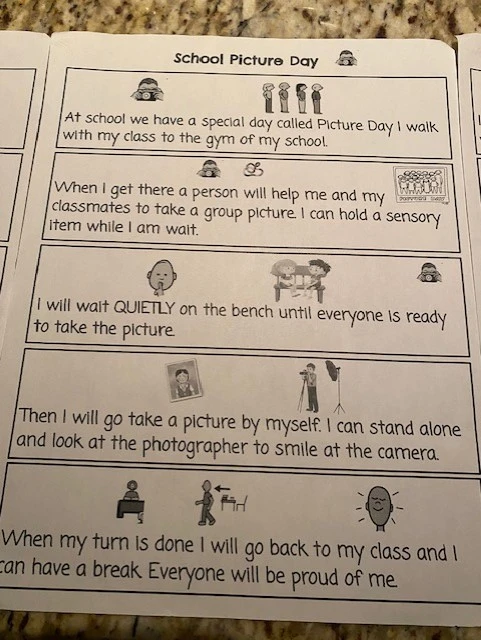 School Picture Day
At school we have a special day called Picture Day I walk
with my class to the gym of my school.
When I get there a person will help me and my
classmates to take a group picture. I can hold a sensory
item while I am wait.
PICTURE DAY
I will wait QUIETLY on the bench until everyone is ready
to take the picture.
Then I will go take a picture by myself. I can stand alone
and look at the photographer to smile at the camera.
When my turn is done I will go back to my class and I
can have a break Everyone will be proud of me